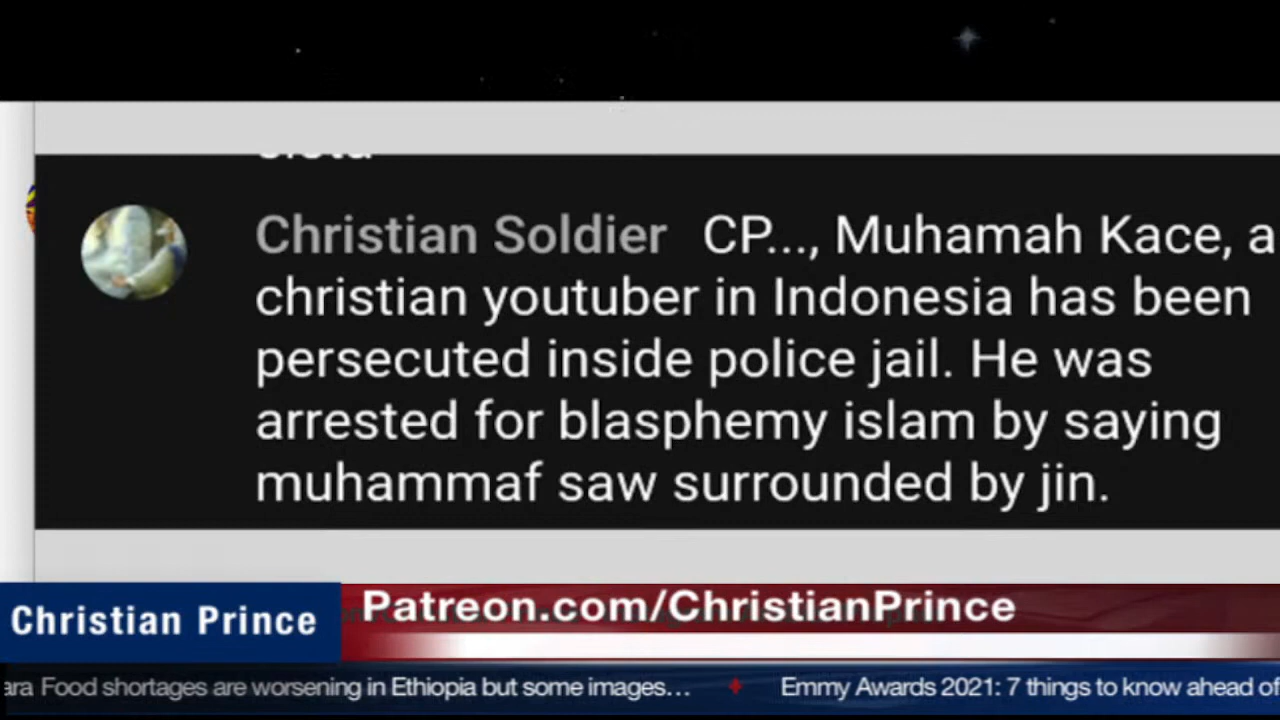 Christian Soldier CP..., Muhamah Kace, a
christian youtuber in Indonesia has been
persecuted inside police jail. He was
arrested for blasphemy islam by saying
muhammaf saw surrounded by jin.
Christian Prince
Patreon.com/ChristianPrince
Food shortages are worsening in Ethiopia but some images... Emmy Awards 2021: 7 things to know ahead of